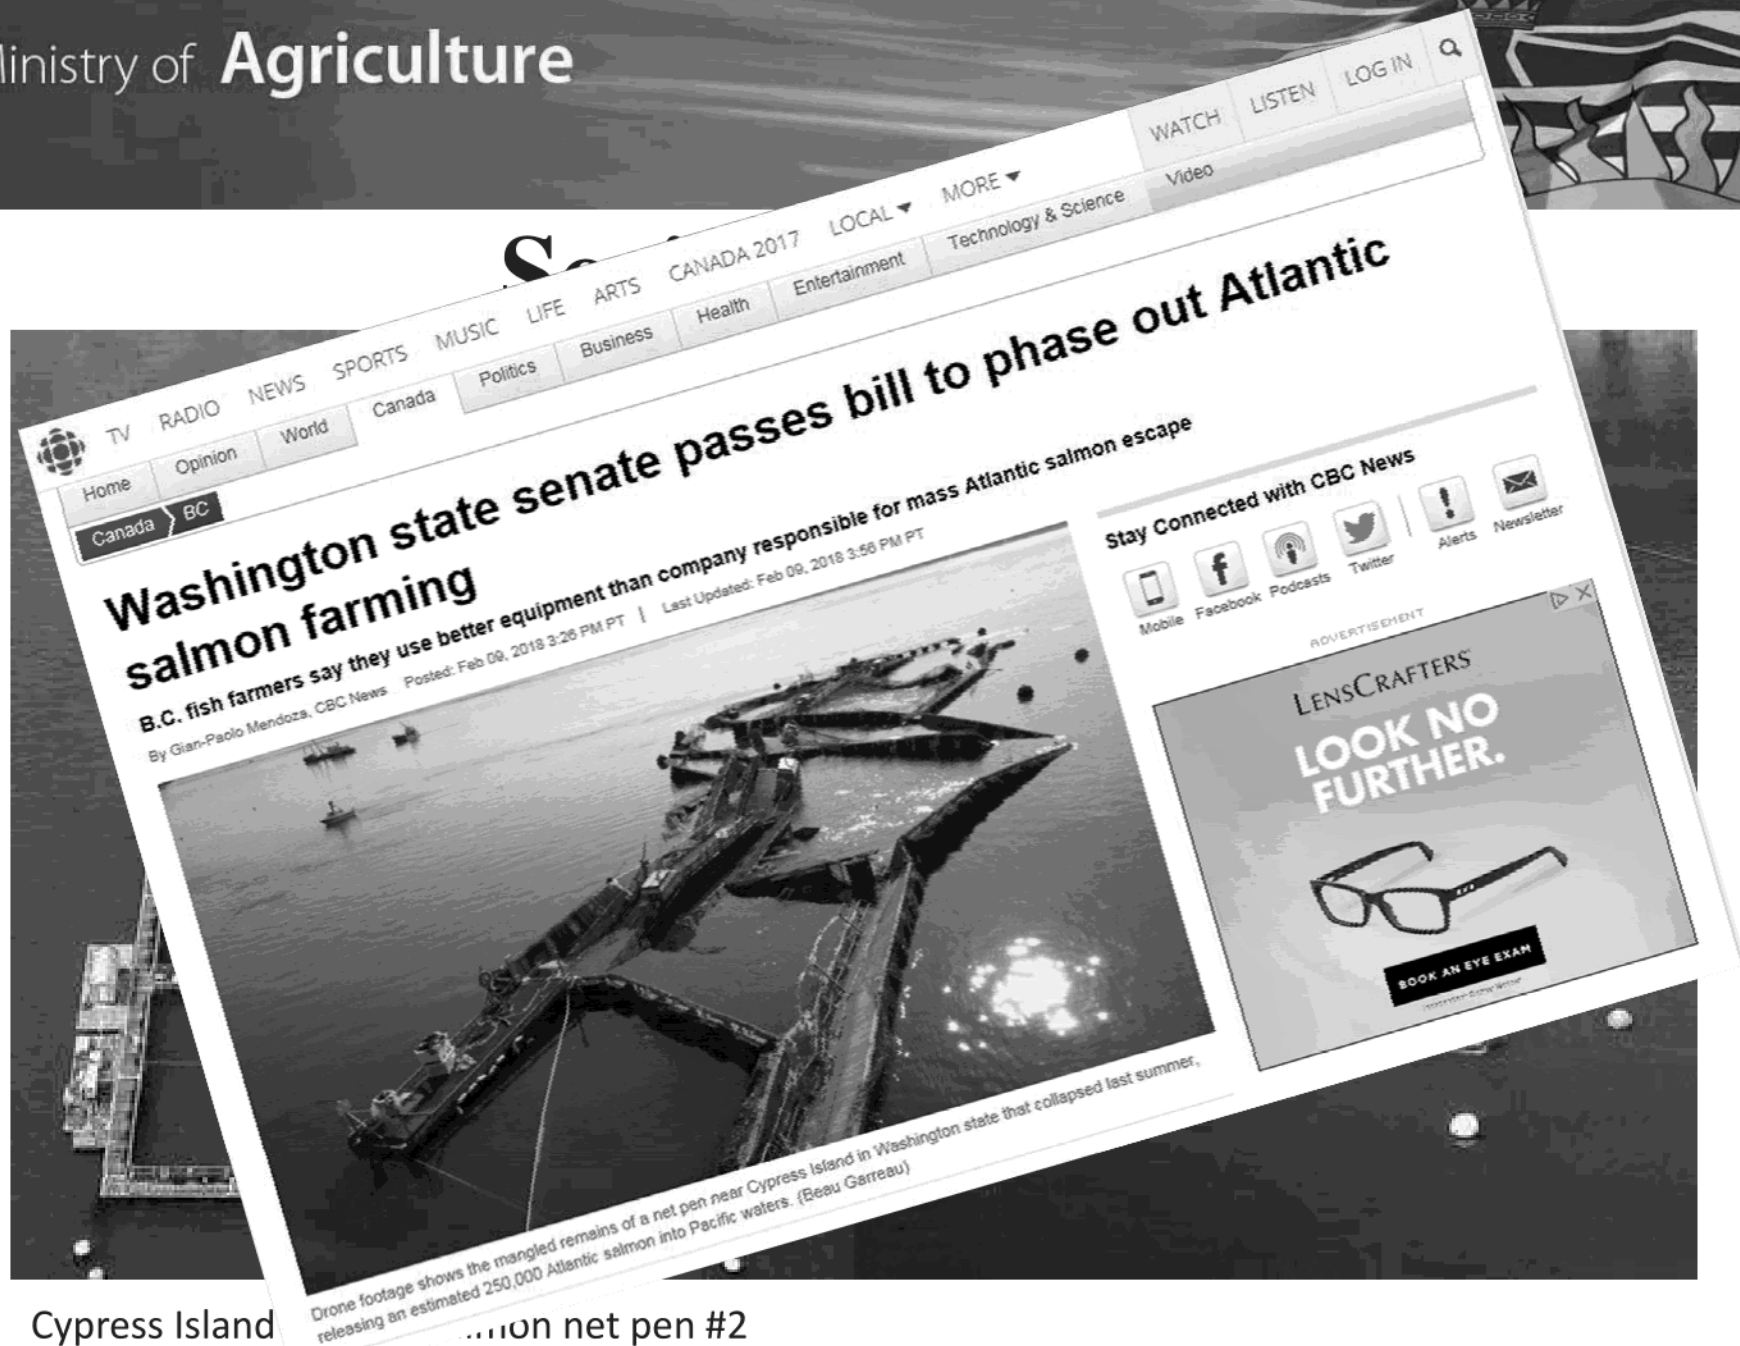 Ministry of Agriculture
WATCH LISTEN LOG IN
TV RADIO NEWS SPORTS MUSIC LIFE ARTS CANADA 2017 LOCAL MORE
Home Opinion World Canada Politics Business Health Entertainment Technology & Science Video
Canada BC
Washington state senate passes bill to phase out Atlantic
salmon farming
B.C. fish farmers say they use better equipment than company responsible for mass Atlantic salmon escape
By Gian-Paolo Mendoza, CBC News Posted: Feb 09, 2018 3:26 PM PT | Last Updated: Feb 09, 2018 3:56 PM PT
Stay Connected with CBC News
Mobile Facebook Podcasts Twitter Alerts Newsletter
ADVERTISEMENT
LENSCRAFTERS
LOOK NO
FURTHER.
BOOK AN EYE EXAM
Drone footage shows the mangled remains of a net pen near Cypress Island in Washington state that collapsed last summer,
releasing an estimated 250,000 Atlantic salmon into Pacific waters. (Beau Garreau)
Cypress Island net pen #2